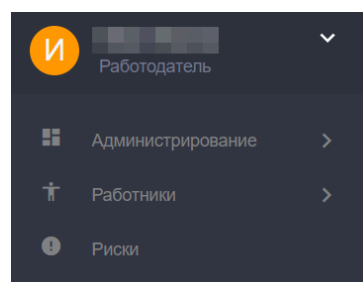 И
Работодатель
Администрирование
Работники
Риски